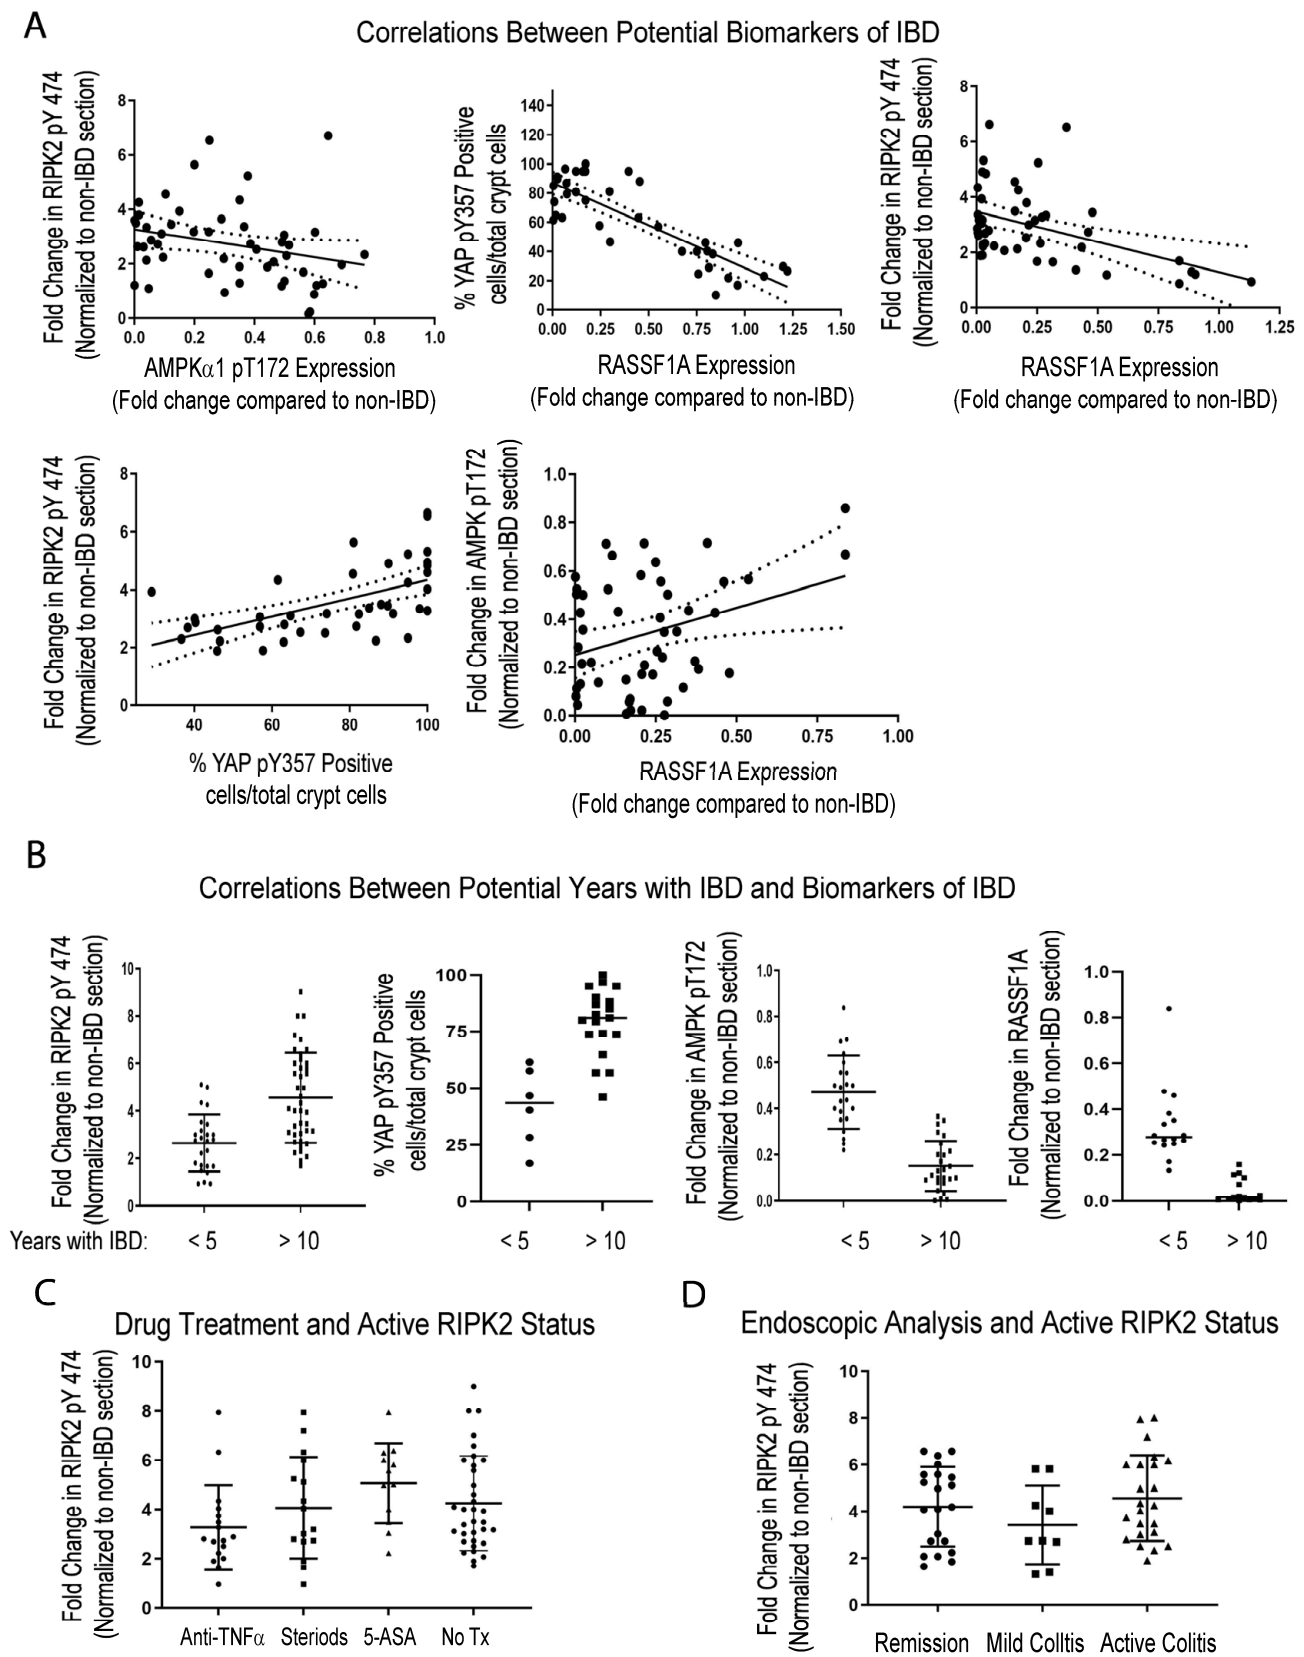 A
Correlations Between Potential Biomarkers of IBD
Fold Change in RIPK2 pY 474
(Normalized to non-IBD section)
8
6
4
2
0
0.0 0.2 0.4 0.6 0.8 1.0
AMPKα1 pT172 Expression
(Fold change compared to non-IBD)
% YAP pY357 Positive
cells/total crypt cells
140
120
100
80
60
40
20
0
0.00 0.25 0.50 0.75 1.00 1.25 1.50
RASSF1A Expression
(Fold change compared to non-IBD)
Fold Change in RIPK2 pY 474
(Normalized to non-IBD section)
8
6
4
2
0
0.00 0.25 0.50 0.75 1.00 1.25
RASSF1A Expression
(Fold change compared to non-IBD)
Fold Change in RIPK2 pY 474
(Normalized to non-IBD section)
8
6
4
2
0
40 60 80 100
% YAP pY357 Positive
cells/total crypt cells
Fold Change in AMPK pT172
(Normalized to non-IBD section)
1.0
0.8
0.6
0.4
0.2
0.0
0.00 0.25 0.50 0.75 1.00
RASSF1A Expression
(Fold change compared to non-IBD)
B
Correlations Between Potential Years with IBD and Biomarkers of IBD
Fold Change in RIPK2 pY 474
(Normalized to non-IBD section)
10
8
6
4
2
0
% YAP pY357 Positive
cells/total crypt cells
100
75
50
25
0
Fold Change in AMPK pT172
(Normalized to non-IBD section)
1.0
0.8
0.6
0.4
0.2
0.0
Fold Change in RASSF1A
(Normalized to non-IBD section)
1.0
0.8
0.6
0.4
0.2
0.0
Years with IBD: < 5 > 10 < 5 > 10 < 5 > 10 < 5 > 10
C
Drug Treatment and Active RIPK2 Status
Fold Change in RIPK2 pY 474
(Normalized to non-IBD section)
10
8
6
4
2
0
Anti-TNFα Steriods 5-ASA No Tx
D
Endoscopic Analysis and Active RIPK2 Status
Fold Change in RIPK2 pY 474
(Normalized to non-IBD section)
10
8
6
4
2
0
Remission Mild Colltis Active Colitis